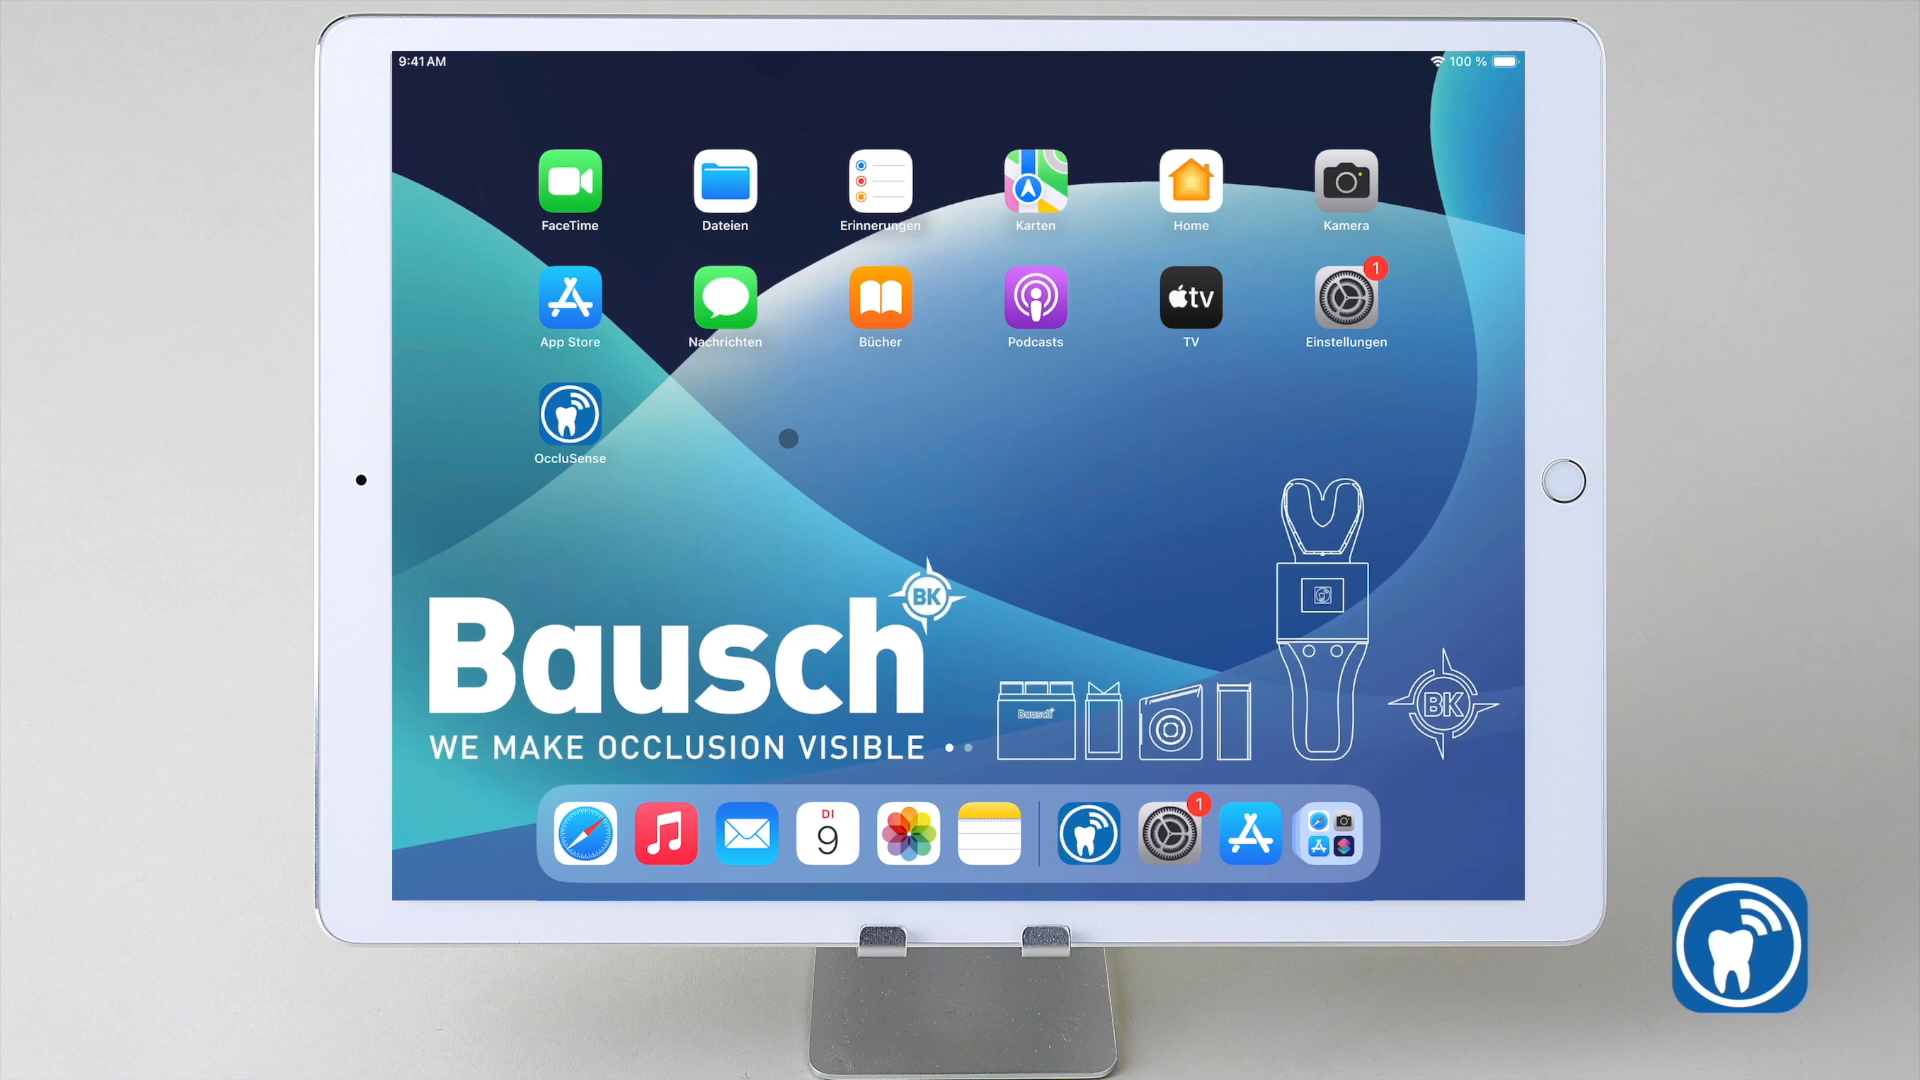 9:41 AM
100 %
FaceTime
Dateien
Erinnerungen
Karten
Home
Kamera
1
tv
App Store
Nachrichten
Bücher
Podcasts
TV
Einstellungen
OccluSense
BK
Bausch
WE MAKE OCCLUSION VISIBLE
Bausch
BK
DI
9
1